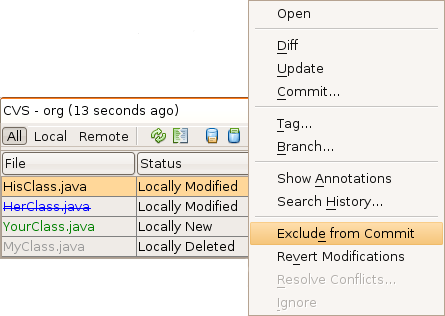 Open
Diff
Update
Commit...
Tag...
Branch...
Show Annotations
Search History...
Exclude from Commit
Revert Modifications
Resolve Conflicts...
Ignore
CVS - org (13 seconds ago)
All Local Remote
File Status
HisClass.java Locally Modified
HerClass.java Locally Modified
YourClass.java Locally New
MyClass.java Locally Deleted